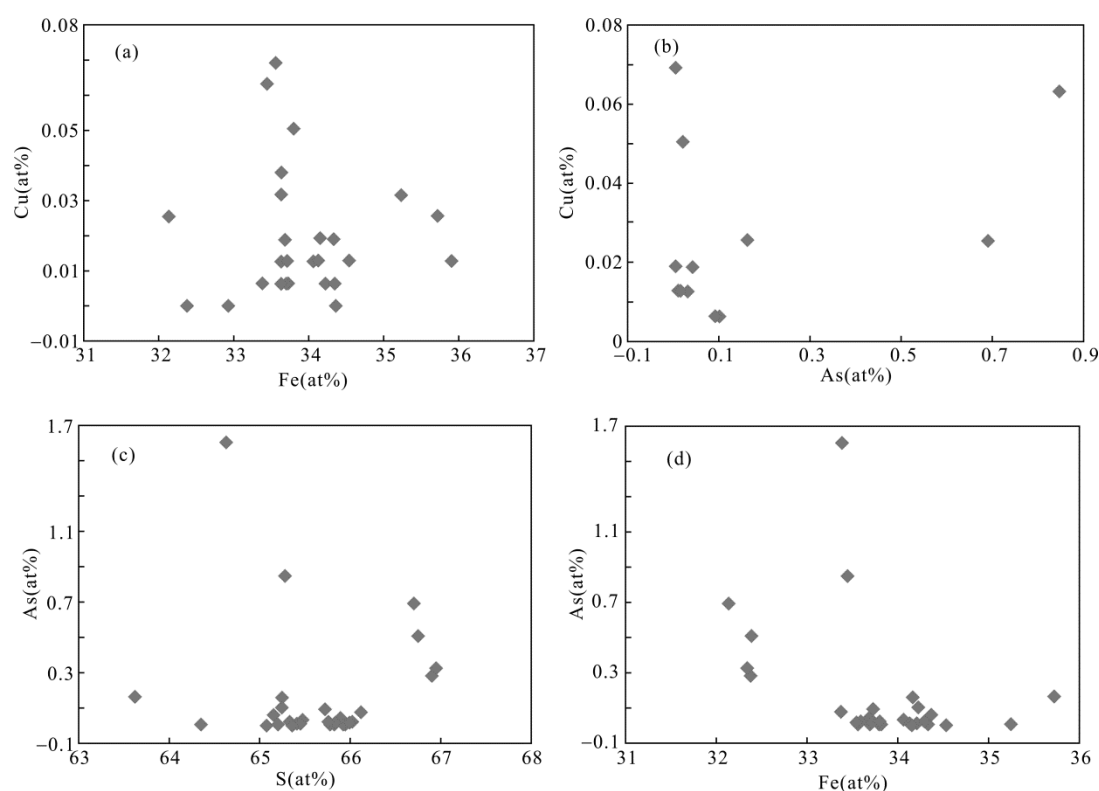 (a)
0.08
0.05
0.03
0.01
−0.01
Cu(at%)
31 32 33 34 35 36 37
Fe(at%)
(b)
0.08
0.06
0.04
0.02
0
Cu(at%)
−0.1 0.1 0.3 0.5 0.7 0.9
As(at%)
(c)
1.7
1.1
0.7
0.3
−0.1
As(at%)
63 64 65 66 67 68
S(at%)
(d)
1.7
1.1
0.7
0.3
−0.1
As(at%)
31 32 33 34 35 36
Fe(at%)